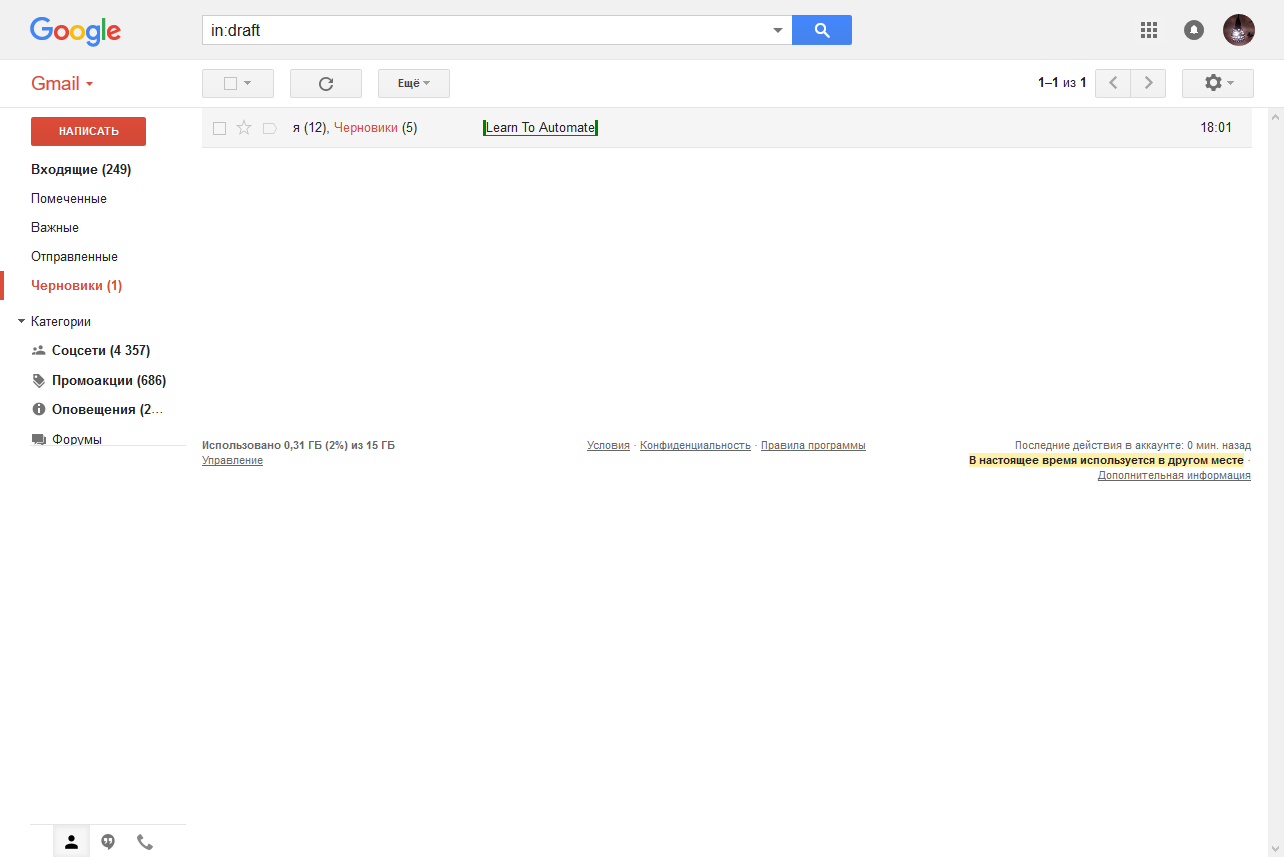 Google
in:draft
Gmail
Ещё
1–1 из 1
НАПИСАТЬ
я (12), Черновики (5)
Learn To Automate
18:01
Входящие (249)
Помеченные
Важные
Отправленные
Черновики (1)
Категории
Соцсети (4 357)
Промоакции (686)
Оповещения (2...
Форумы
Использовано 0,31 ГБ (2%) из 15 ГБ
Управление
Условия - Конфиденциальность - Правила программы
Последние действия в аккаунте: 0 мин. назад
В настоящее время используется в другом месте -
Дополнительная информация